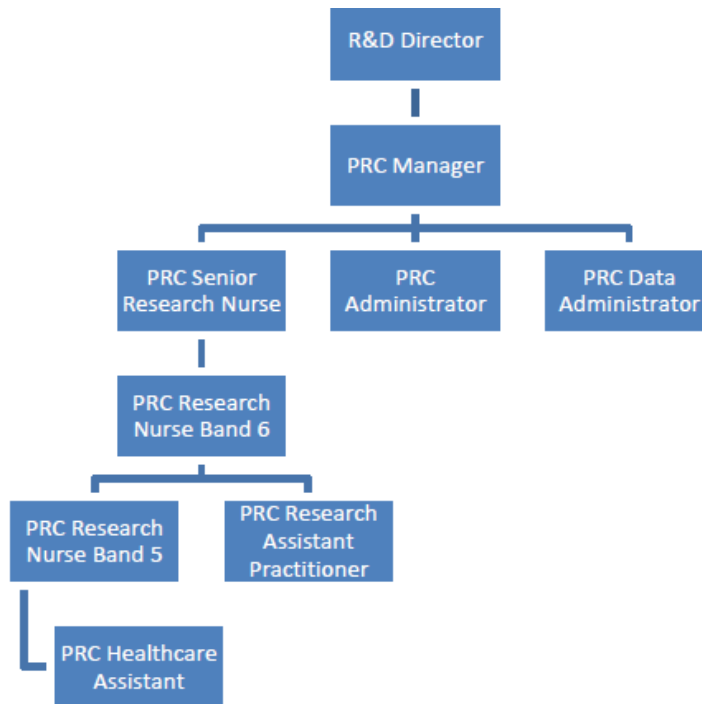 R&D Director
PRC Manager
PRC Senior
Research Nurse
PRC
Administrator
PRC Data
Administrator
PRC Research
Nurse Band 6
PRC Research
Nurse Band 5
PRC Research
Assistant
Practitioner
PRC Healthcare
Assistant